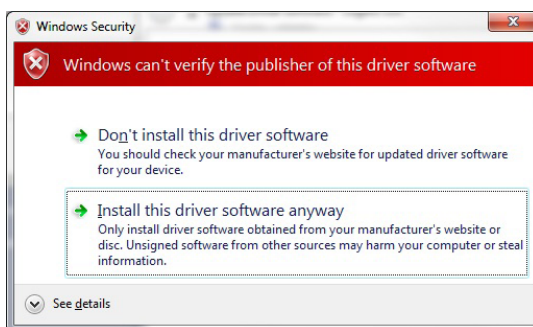 Windows Security
Windows can't verify the publisher of this driver software
Don't install this driver software
You should check your manufacturer's website for updated driver software
for your device.
Install this driver software anyway
Only install driver software obtained from your manufacturer's website or
disc. Unsigned software from other sources may harm your computer or steal
information.
See details